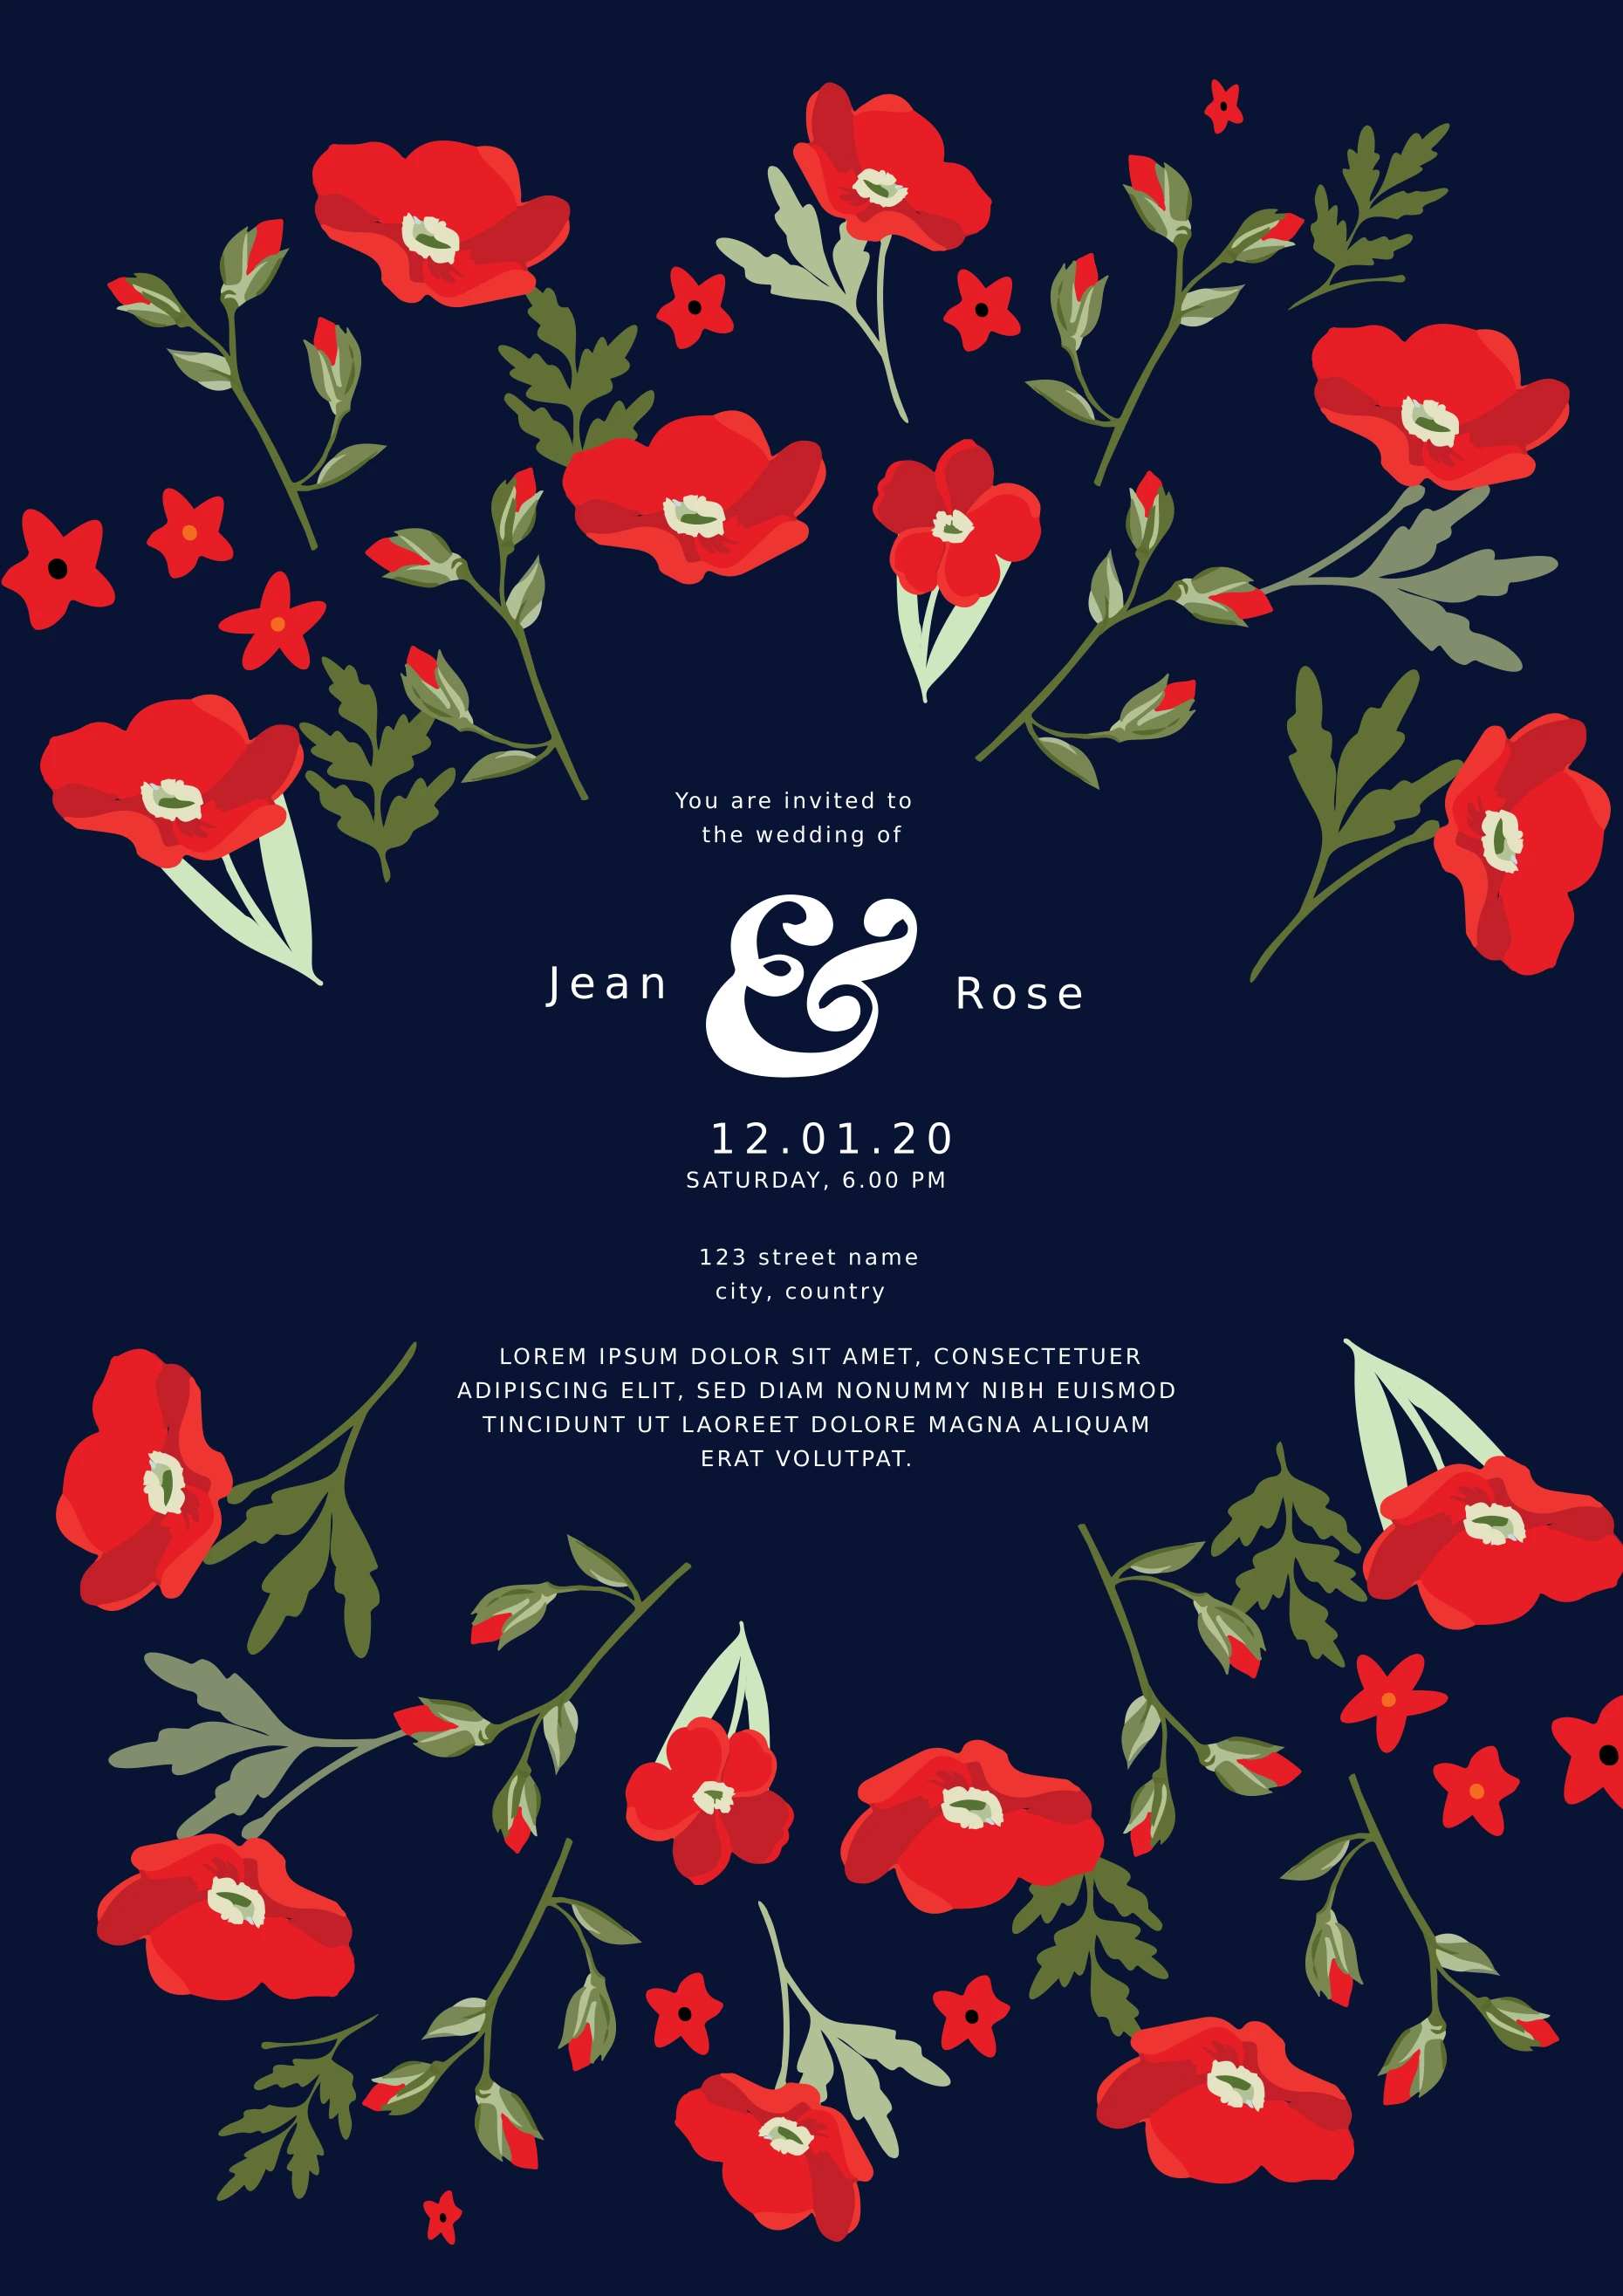 You are invited to
the wedding of
Jean & Rose
12.01.20
SATURDAY, 6.00 PM
123 street name
city, country
LOREM IPSUM DOLOR SIT AMET, CONSECTETUER
ADIPISCING ELIT, SED DIAM NONUMMY NIBH EUISMOD
TINCIDUNT UT LAOREET DOLORE MAGNA ALIQUAM
ERAT VOLUTPAT.